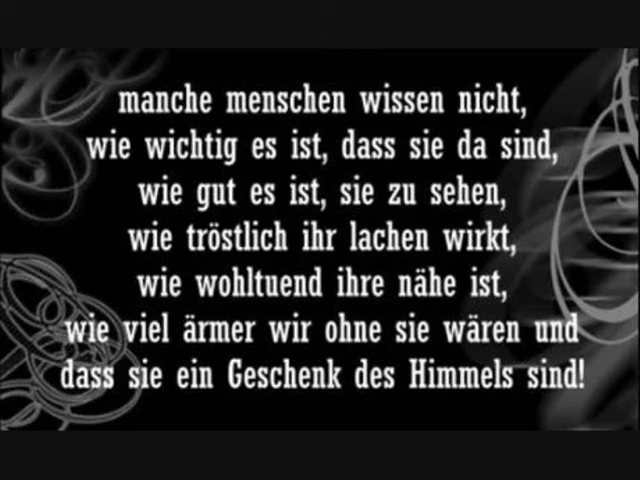 manche menschen wissen nicht,
wie wichtig es ist, dass sie da sind,
wie gut es ist, sie zu sehen,
wie tröstlich ihr lachen wirkt,
wie wohltuend ihre nähe ist,
wie viel ärmer wir ohne sie wären und
dass sie ein Geschenk des Himmels sind!